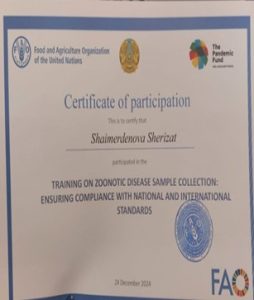 Food and Agriculture Organization
of the United Nations
The
Pandemic
Fund
Certificate of participation
This is to certify that
Shaimerdenova Sherizat
participated in the
TRAINING ON ZOONOTIC DISEASE SAMPLE COLLECTION:
ENSURING COMPLIANCE WITH NATIONAL AND INTERNATIONAL
STANDARDS
24 December 2024
FAO